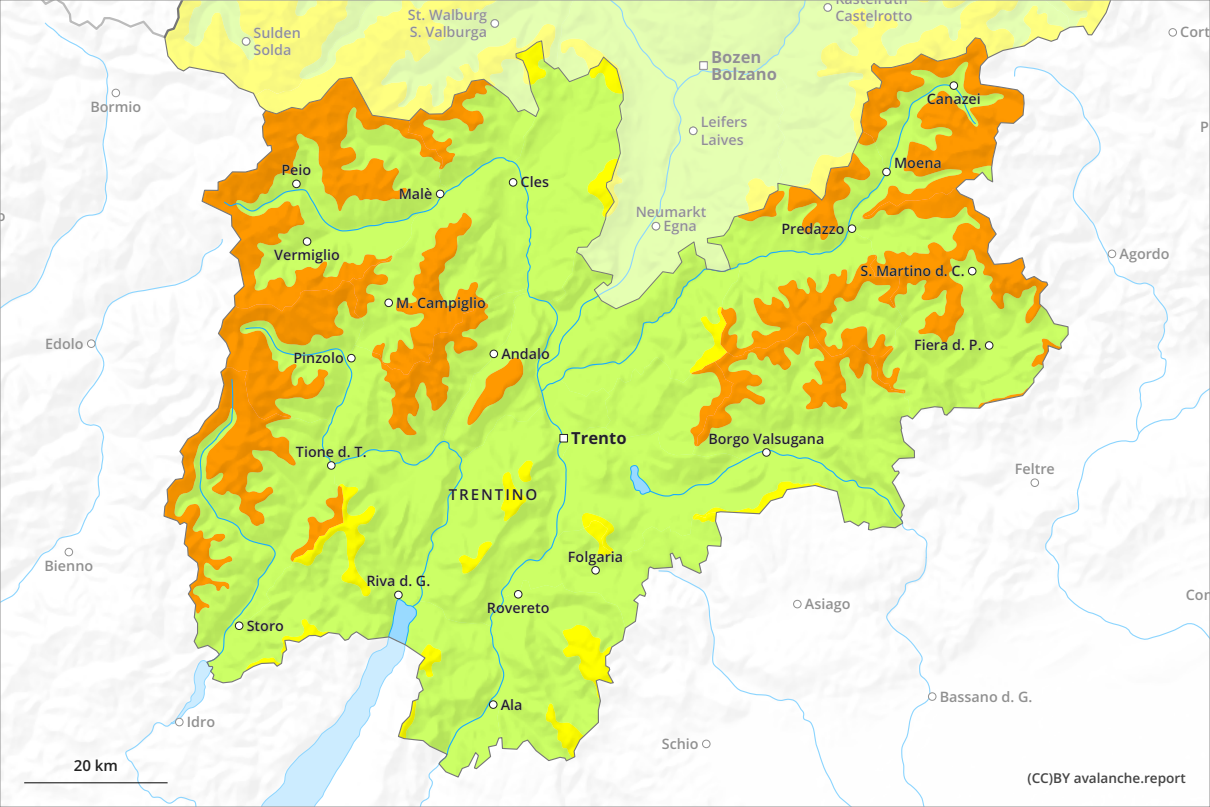 St. Walburg
S. Valburga
Kastelruth
Castelrotto
Sulden
Solda
Cort
Bozen
Bolzano
Bormio
Canazei
Leifers
Laives
P
Moena
Peio
Cles
Malè
Neumarkt
Egna
Predazzo
Vermiglio
Agordo
S. Martino d. C.
M. Campiglio
Edolo
Pinzolo
Andalo
Fiera d. P.
Trento
Borgo Valsugana
Tione d. T.
Feltre
TRENTINO
Bienno
Folgaria
Riva d. G.
Cor
Rovereto
Asiago
Storo
Bassano d. G.
Ala
Idro
Schio
20 km
(CC)BY avalanche.report